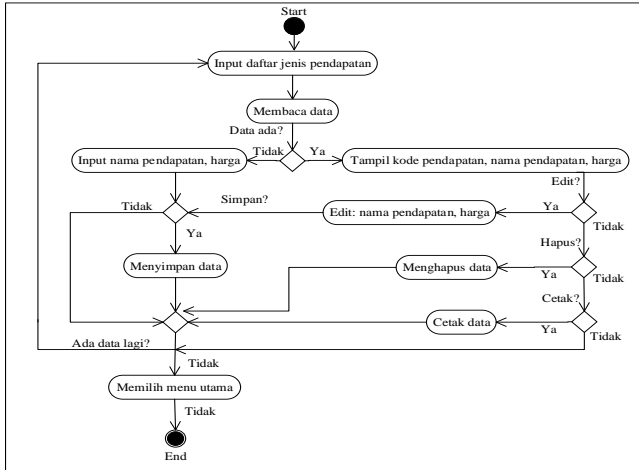 Start
Input daftar jenis pendapatan
Membaca data
Data ada?
Tidak
Ya
Input nama pendapatan, harga
Tampil kode pendapatan, nama pendapatan, harga
Edit?
Tidak
Simpan?
Edit: nama pendapatan, harga
Ya
Tidak
Ya
Hapus?
Menyimpan data
Menghapus data
Ya
Tidak
Cetak?
Cetak data
Ya
Tidak
Ada data lagi?
Tidak
Memilih menu utama
Tidak
End